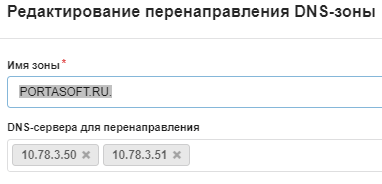 Редактирование перенаправления DNS-зоны
Имя зоны *
PORTASOFT.RU.
DNS-сервера для перенаправления
10.78.3.50 × 10.78.3.51 ×